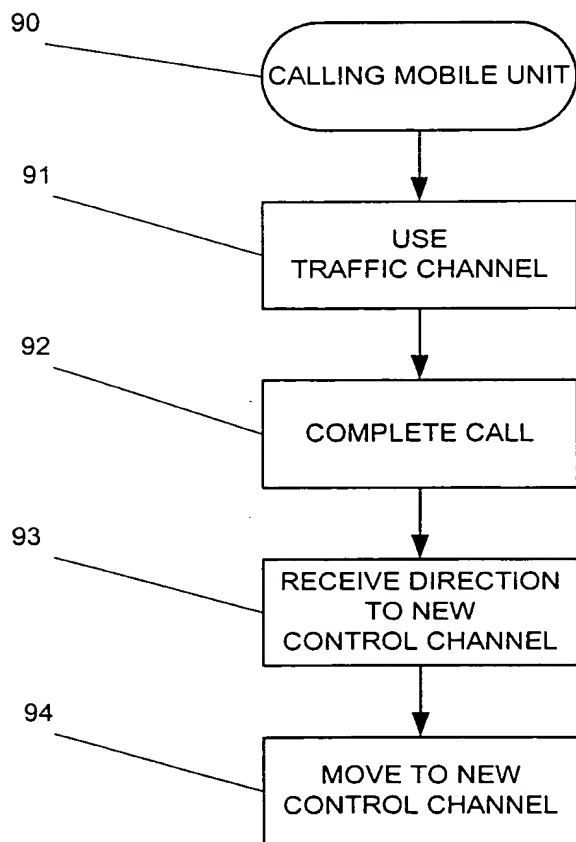 90
CALLING MOBILE UNIT
91
USE
TRAFFIC CHANNEL
92
COMPLETE CALL
93
RECEIVE DIRECTION
TO NEW
CONTROL CHANNEL
94
MOVE TO NEW
CONTROL CHANNEL